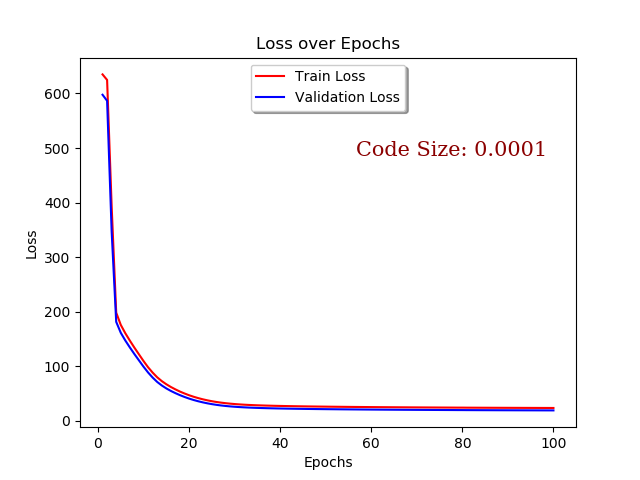 Loss over Epochs
Train Loss
Validation Loss
Code Size: 0.0001
Loss
600
500
400
300
200
100
0
0 20 40 60 80 100
Epochs